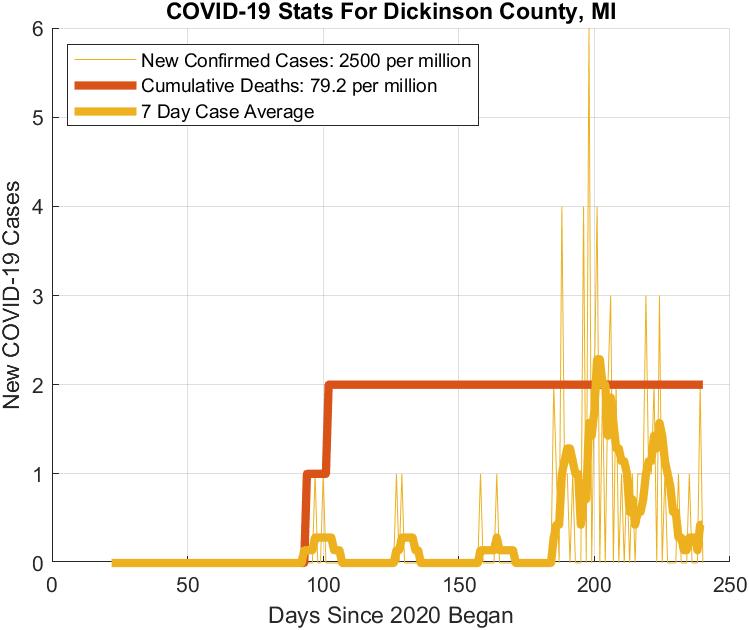 COVID-19 Stats For Dickinson County, MI
New Confirmed Cases: 2500 per million
Cumulative Deaths: 79.2 per million
7 Day Case Average
New COVID-19 Cases
6
5
4
3
2
1
0
0 50 100 150 200 250
Days Since 2020 Began